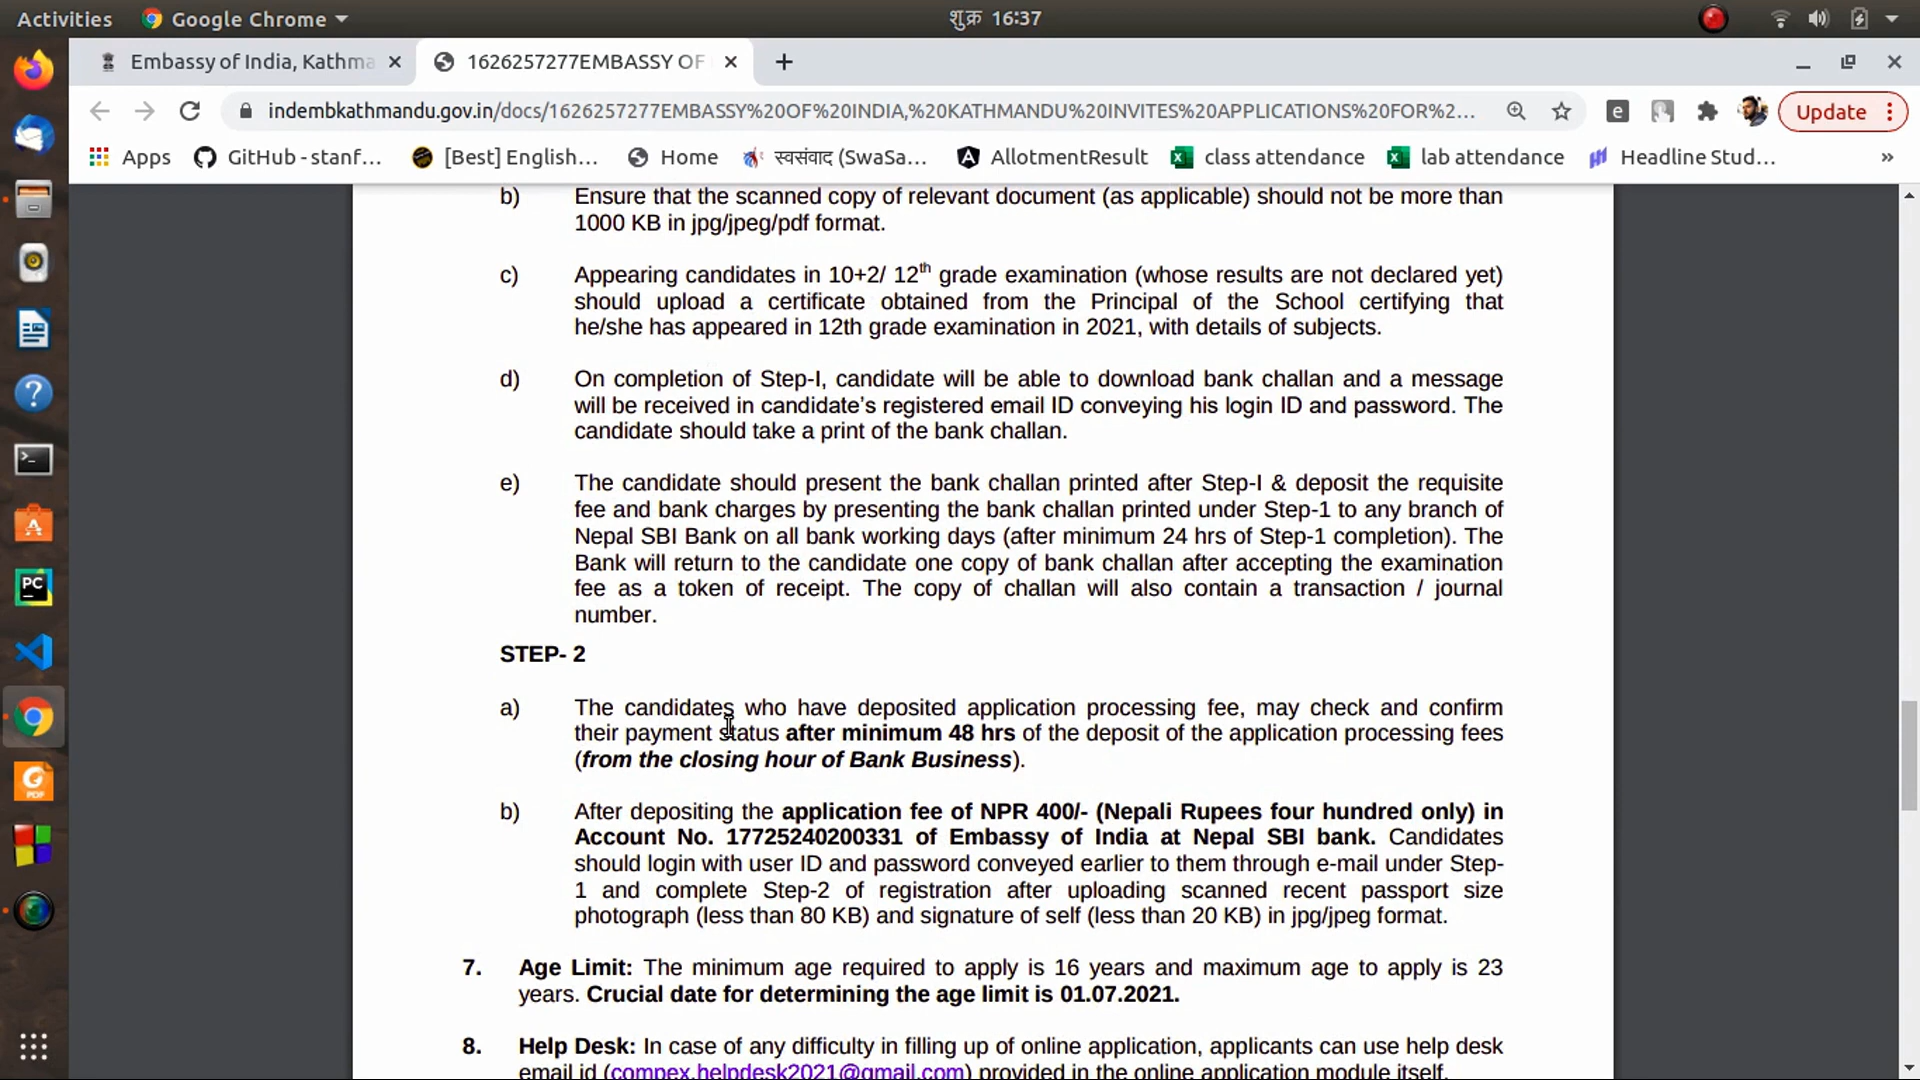 Activities
Google Chrome
शुक्र 16:37
Embassy of India, Kathma
1626257277EMBASSY OF
indembkathmandu.gov.in/docs/1626257277EMBASSY%20OF%20INDIA,%20KATHMANDU%20INVITES%20APPLICATIONS%20FOR%2...
Update
Apps
GitHub - stanf...
[Best] English...
Home
स्वसंवाद (SwaSa...
AllotmentResult
class attendance
lab attendance
Headline Stud...
b) Ensure that the scanned copy of relevant document (as applicable) should not be more than
1000 KB in jpg/jpeg/pdf format.
c) Appearing candidates in 10+2/ 12th grade examination (whose results are not declared yet)
should upload a certificate obtained from the Principal of the School certifying that
he/she has appeared in 12th grade examination in 2021, with details of subjects.
d) On completion of Step-I, candidate will be able to download bank challan and a message
will be received in candidate's registered email ID conveying his login ID and password. The
candidate should take a print of the bank challan.
e) The candidate should present the bank challan printed after Step-I & deposit the requisite
fee and bank charges by presenting the bank challan printed under Step-1 to any branch of
Nepal SBI Bank on all bank working days (after minimum 24 hrs of Step-1 completion). The
Bank will return to the candidate one copy of bank challan after accepting the examination
fee as a token of receipt. The copy of challan will also contain a transaction / journal
number.
STEP- 2
a) The candidates who have deposited application processing fee, may check and confirm
their payment status after minimum 48 hrs of the deposit of the application processing fees
(from the closing hour of Bank Business).
b) After depositing the application fee of NPR 400/- (Nepali Rupees four hundred only) in
Account No. 17725240200331 of Embassy of India at Nepal SBI bank. Candidates
should login with user ID and password conveyed earlier to them through e-mail under Step-
1 and complete Step-2 of registration after uploading scanned recent passport size
photograph (less than 80 KB) and signature of self (less than 20 KB) in jpg/jpeg format.
7. Age Limit: The minimum age required to apply is 16 years and maximum age to apply is 23
years. Crucial date for determining the age limit is 01.07.2021.
8. Help Desk: In case of any difficulty in filling up of online application, applicants can use help desk
email id (compex.helpdesk2021@gmail.com) provided in the online application module itself.